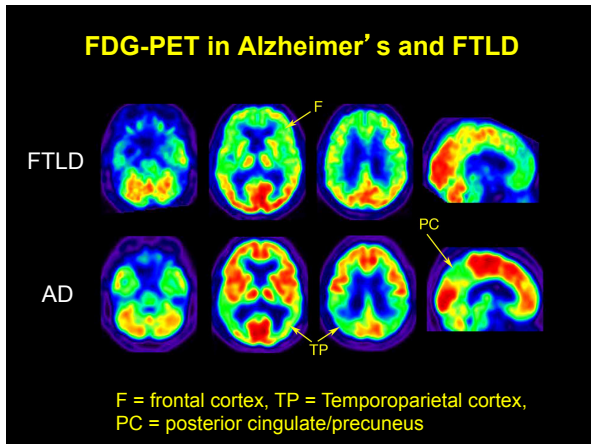 FDG-PET in Alzheimer’s and FTLD
F
FTLD
PC
AD
TP
F = frontal cortex, TP = Temporoparietal cortex,
PC = posterior cingulate/precuneus